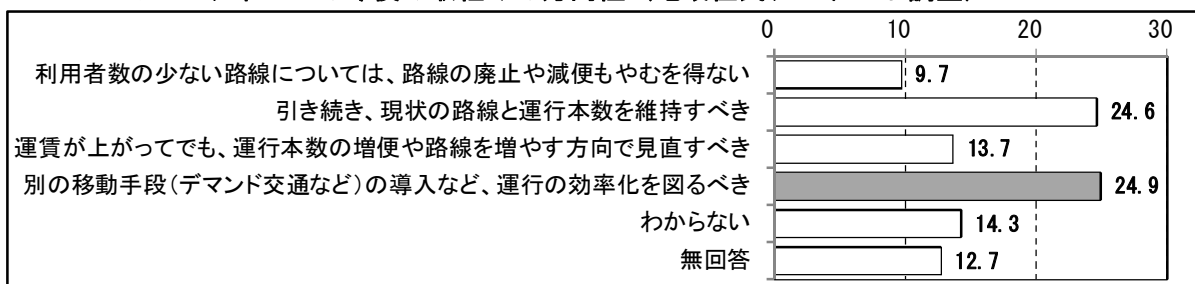 0 10 20 30
利用者数の少ない路線については、路線の廃止や減便もやむを得ない 9.7
引き続き、現状の路線と運行本数を維持すべき 24.6
運賃が上がってでも、運行本数の増便や路線を増やす方向で見直すべき 13.7
別の移動手段（デマンド交通など）の導入など、運行の効率化を図るべき 24.9
わからない 14.3
無回答 12.7